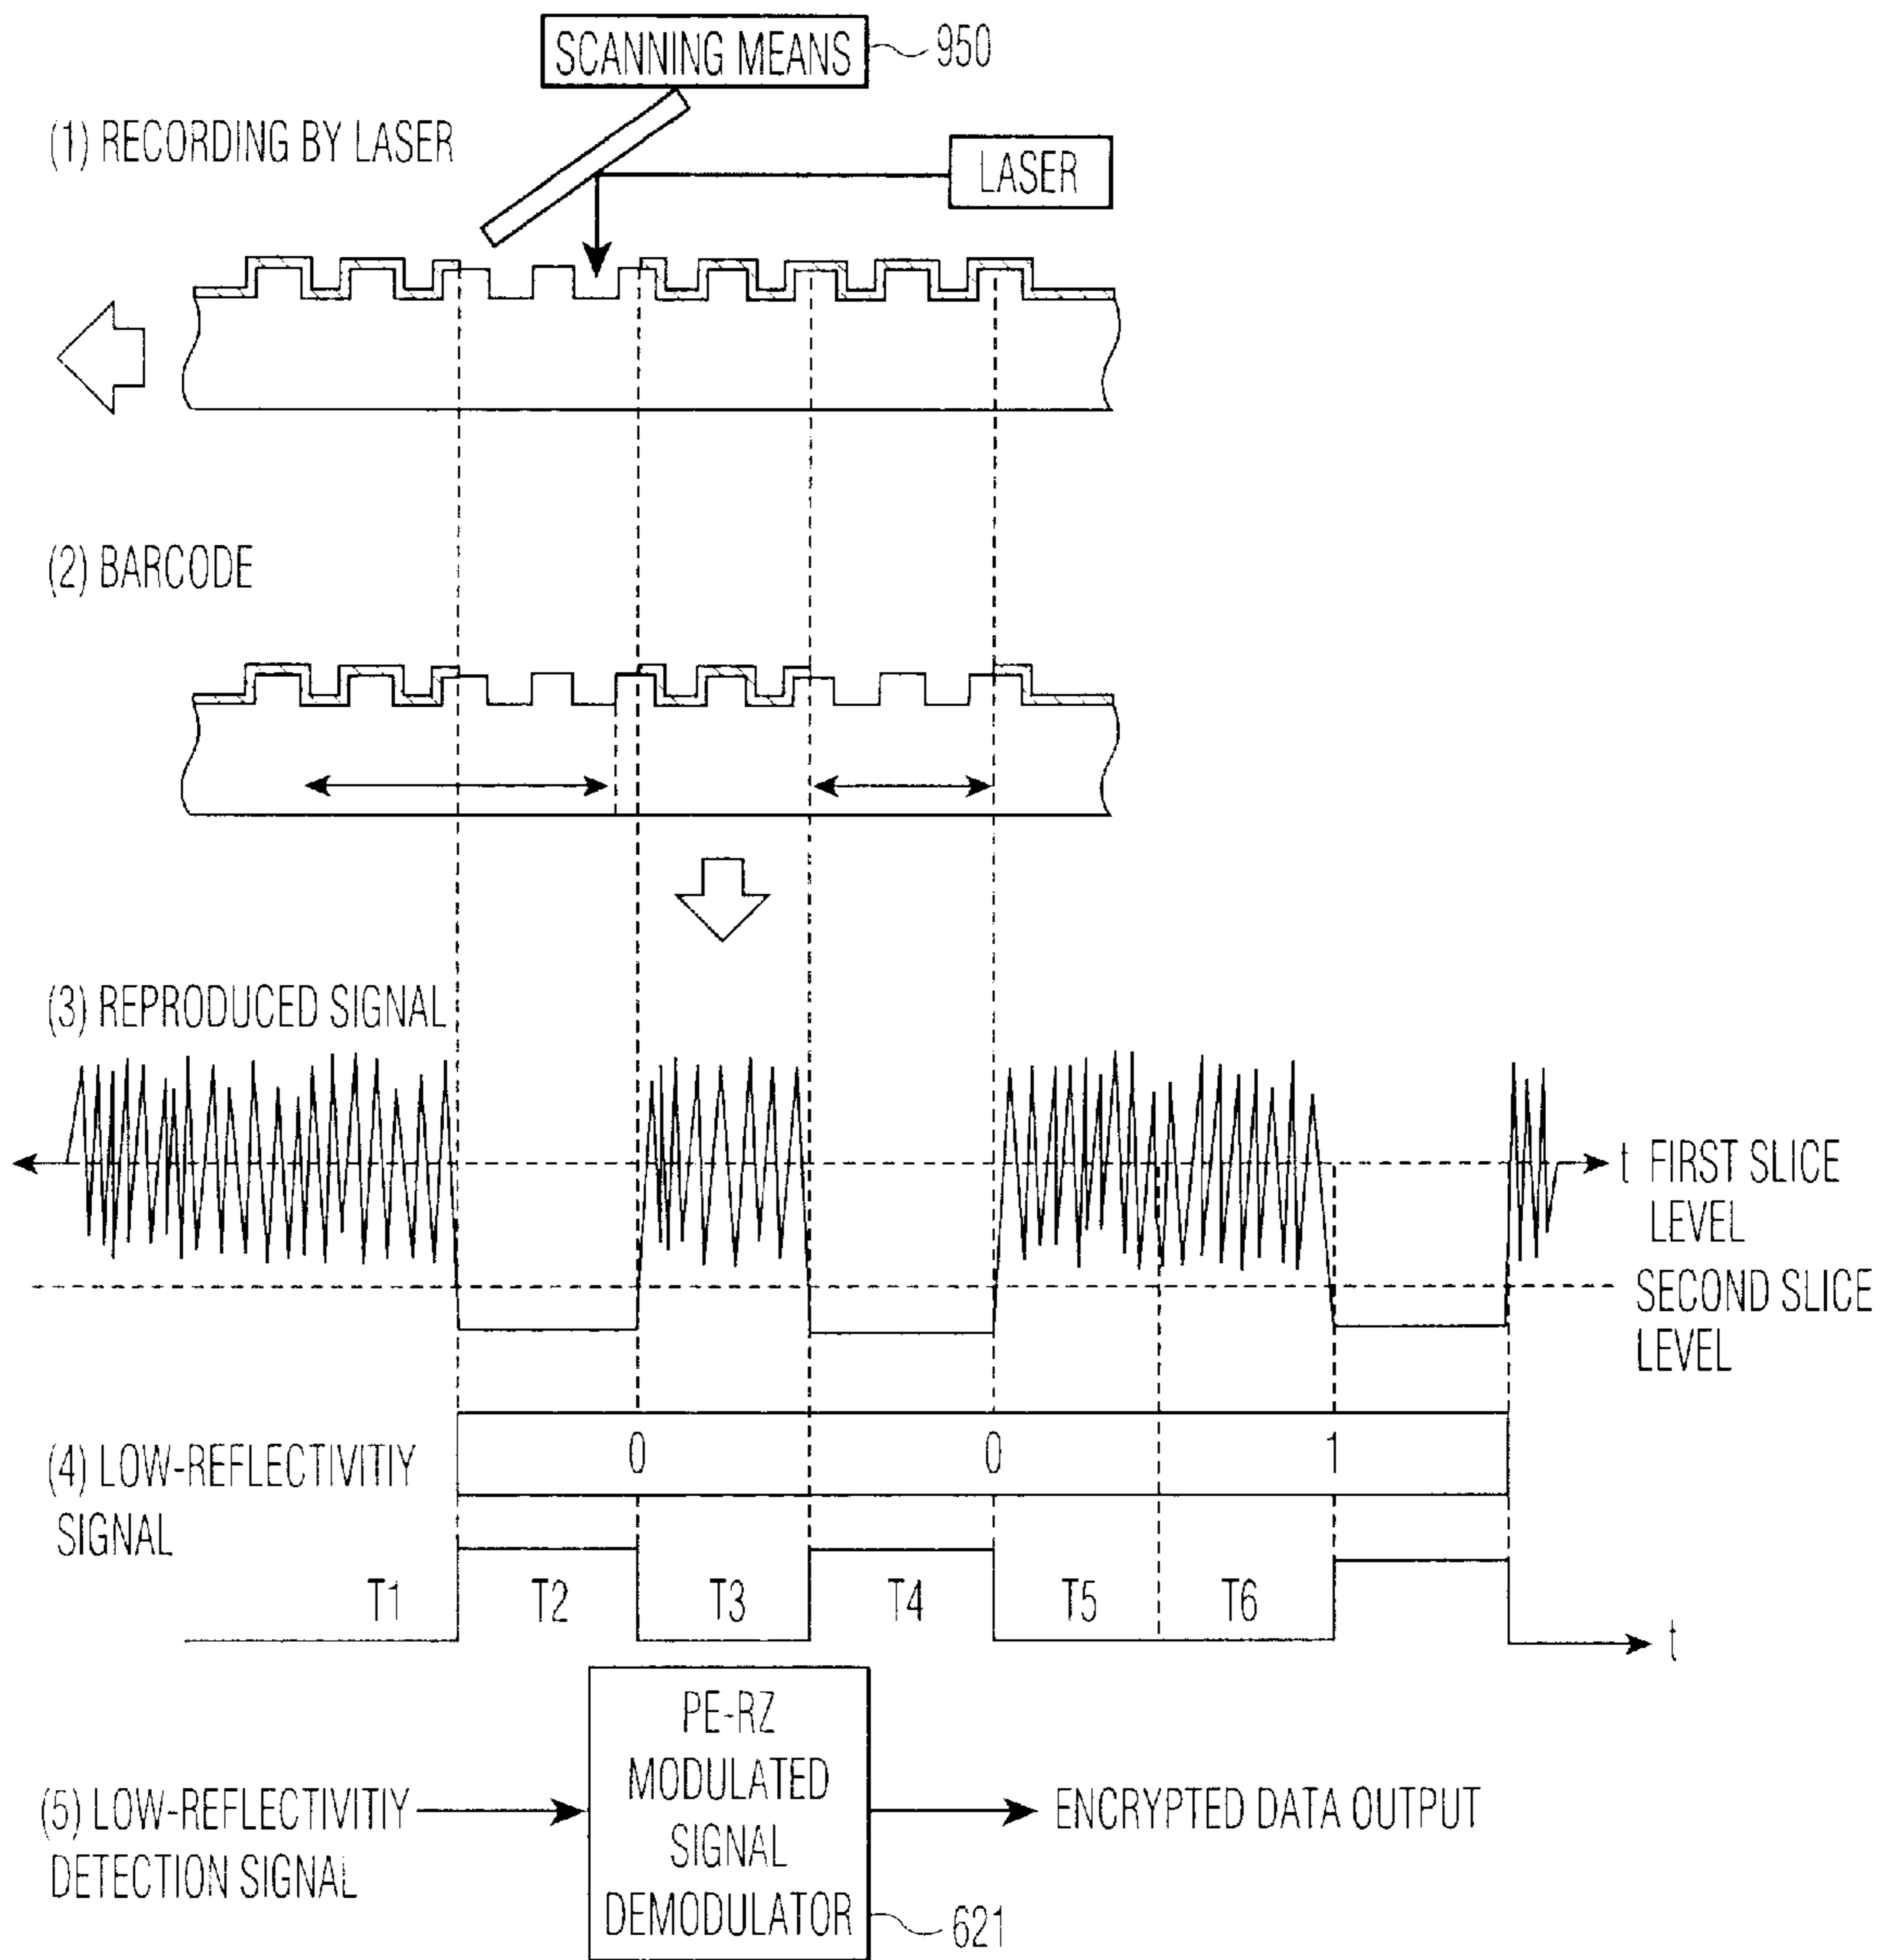 SCANNING MEANS
950
(1) RECORDING BY LASER
LASER
(2) BARCODE
(3) REPRODUCED SIGNAL
t FIRST SLICE
LEVEL
SECOND SLICE
LEVEL
(4) LOW-REFLECTIVITIY
SIGNAL
0 0 1
T1 T2 T3 T4 T5 T6
t
PE-RZ
MODULATED
SIGNAL
DEMODULATOR
(5) LOW-REFLECTIVITIY
DETECTION SIGNAL
ENCRYPTED DATA OUTPUT
621